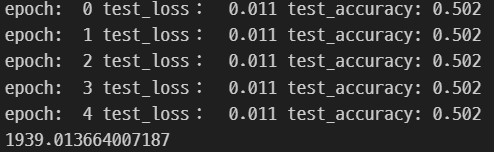 epoch:  0 test_loss：  0.011 test_accuracy: 0.502
epoch:  1 test_loss：  0.011 test_accuracy: 0.502
epoch:  2 test_loss：  0.011 test_accuracy: 0.502
epoch:  3 test_loss：  0.011 test_accuracy: 0.502
epoch:  4 test_loss：  0.011 test_accuracy: 0.502
1939.013664007187